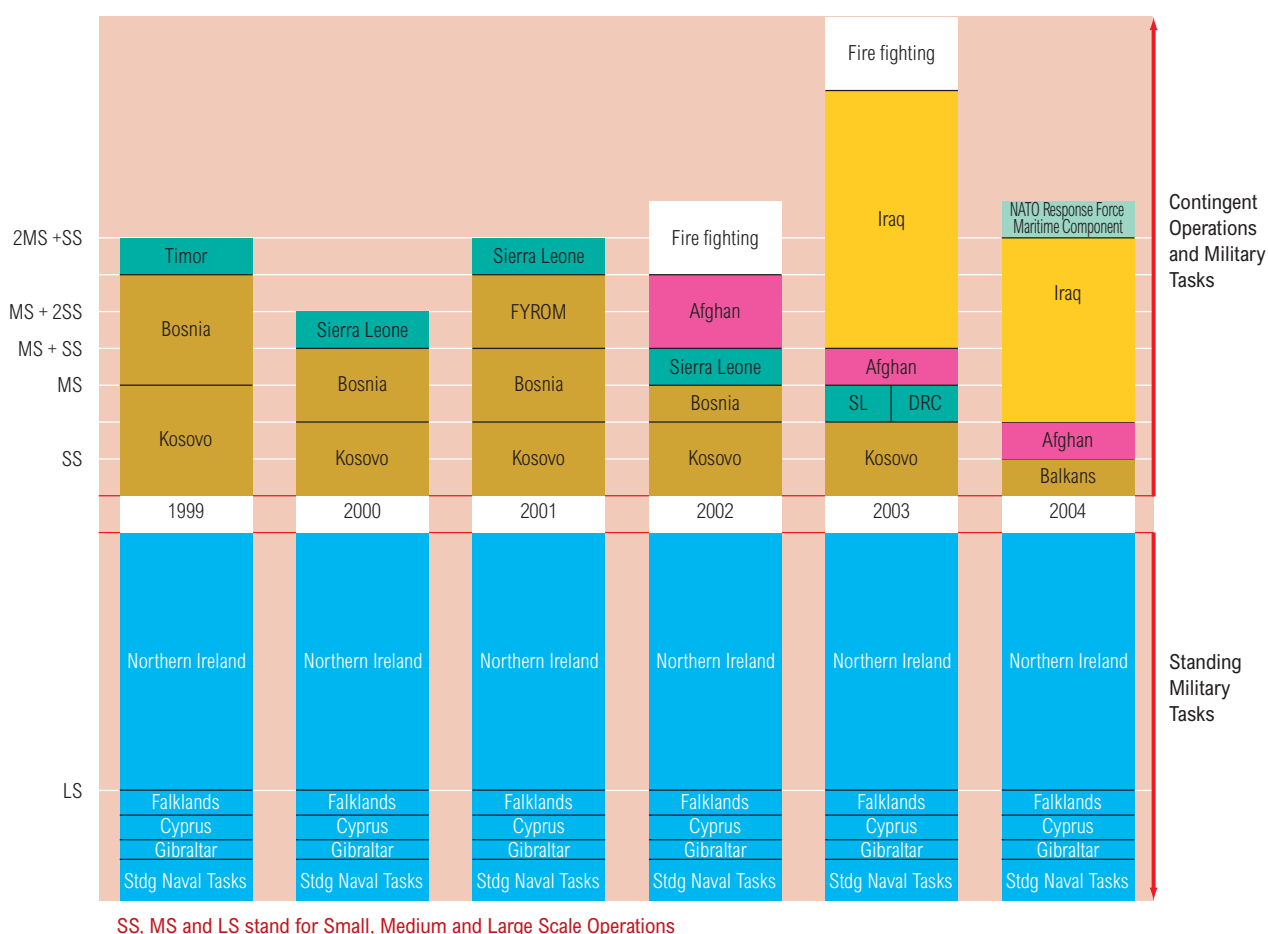 2MS +SS
MS + 2SS
MS + SS
MS
SS
LS
Timor
Bosnia
Kosovo
1999
Northern Ireland
Falklands
Cyprus
Gibraltar
Stdg Naval Tasks
Sierra Leone
Bosnia
Kosovo
2000
Northern Ireland
Falklands
Cyprus
Gibraltar
Stdg Naval Tasks
Sierra Leone
FYROM
Bosnia
Kosovo
2001
Northern Ireland
Falklands
Cyprus
Gibraltar
Stdg Naval Tasks
Fire fighting
Afghan
Sierra Leone
Bosnia
Kosovo
2002
Northern Ireland
Falklands
Cyprus
Gibraltar
Stdg Naval Tasks
Fire fighting
Iraq
Afghan
SL DRC
Kosovo
2003
Northern Ireland
Falklands
Cyprus
Gibraltar
Stdg Naval Tasks
NATO Response Force
Maritime Component
Iraq
Afghan
Balkans
2004
Northern Ireland
Falklands
Cyprus
Gibraltar
Stdg Naval Tasks
Contingent
Operations
and Military
Tasks
Standing
Military
Tasks
SS, MS and LS stand for Small, Medium and Large Scale Operations